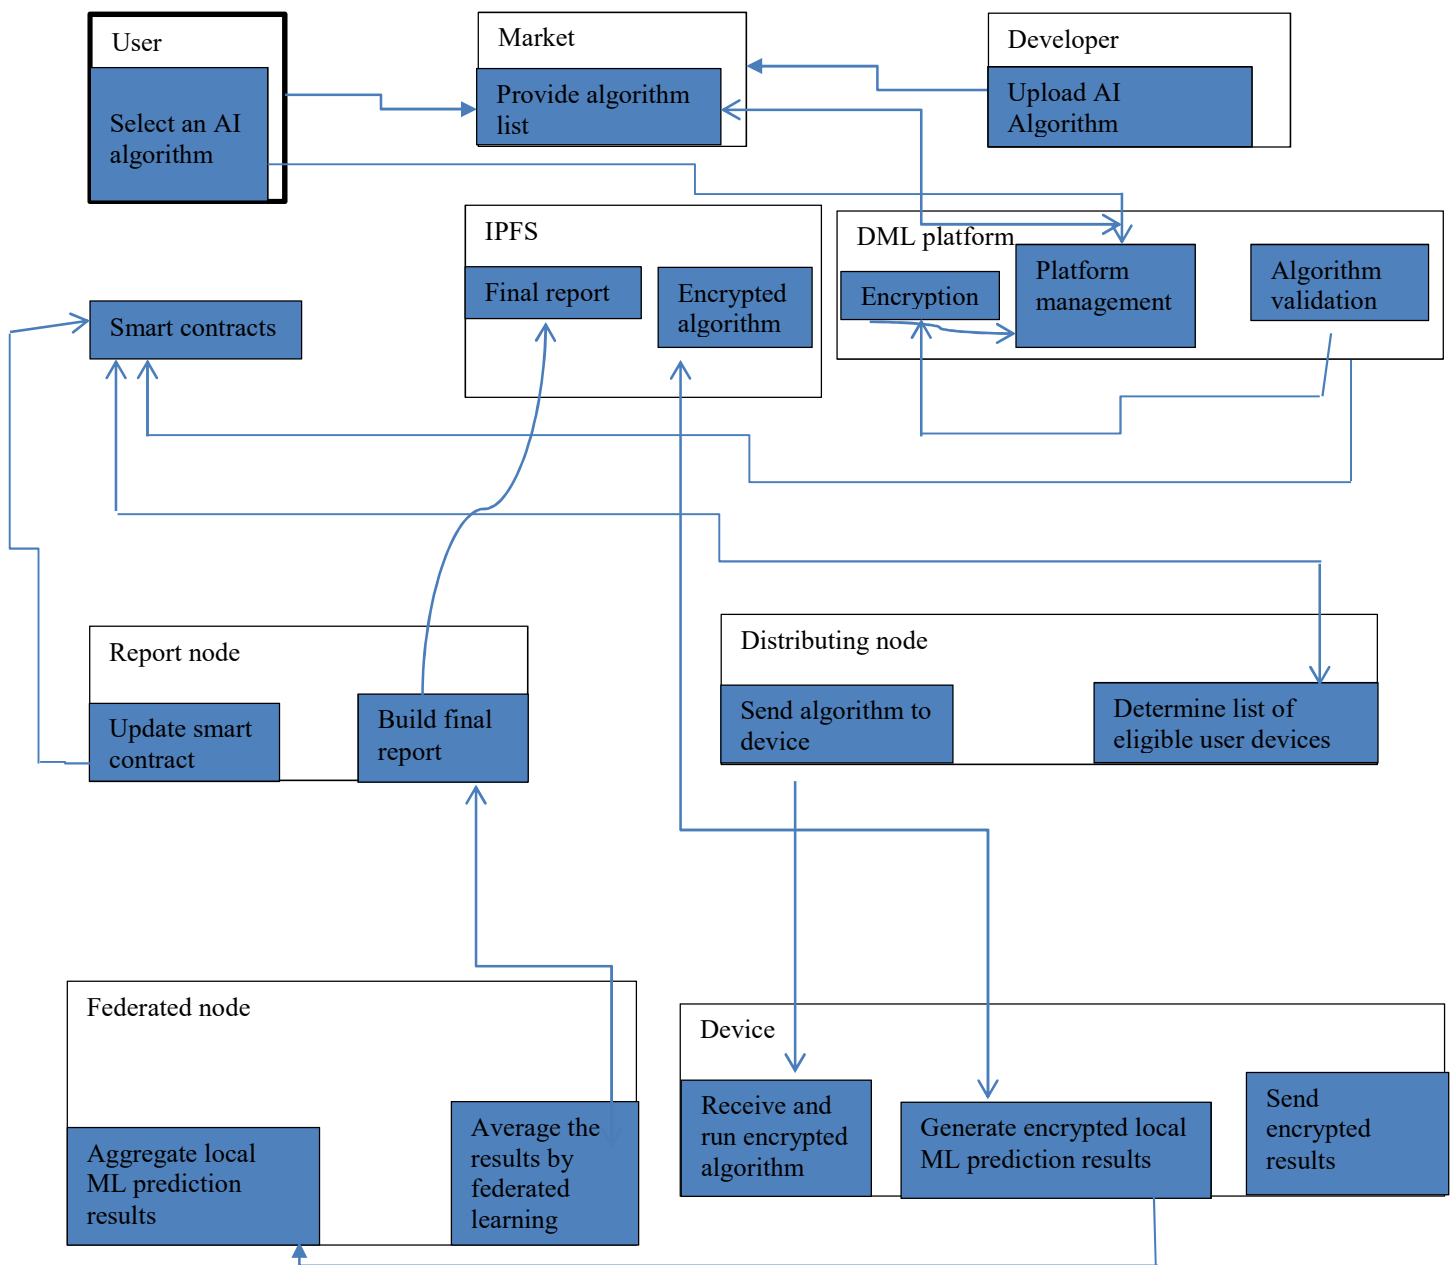 User
Select an AI
algorithm
Market
Provide algorithm
list
Developer
Upload AI
Algorithm
IPFS
Final report
Encrypted
algorithm
DML platform
Encryption
Platform
management
Algorithm
validation
Smart contracts
Report node
Update smart
contract
Build final
report
Distributing node
Send algorithm to
device
Determine list of
eligible user devices
Federated node
Aggregate local
ML prediction
results
Average the
results by
federated
learning
Device
Receive and
run encrypted
algorithm
Generate encrypted local
ML prediction results
Send
encrypted
results